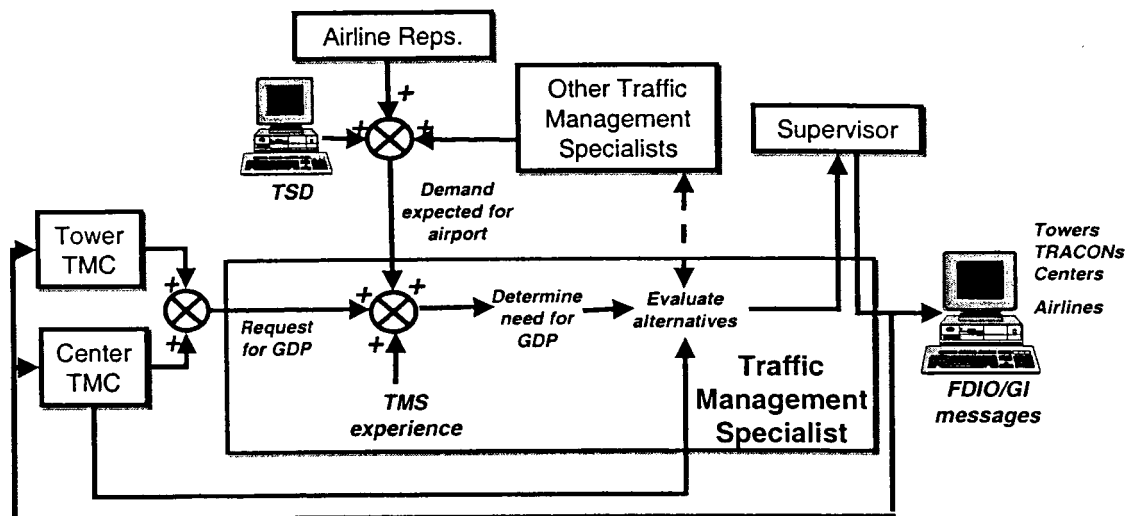 Airline Reps.
+
+
+
TSD
Other Traffic
Management
Specialists
Supervisor
Demand
expected for
airport
Tower
TMC
Center
TMC
+
+
Request
for GDP
+
+
+
TMS
experience
Determine
need for
GDP
Evaluate
alternatives
Traffic
Management
Specialist
Towers
TRACONs
Centers
Airlines
FDIO/GI
messages